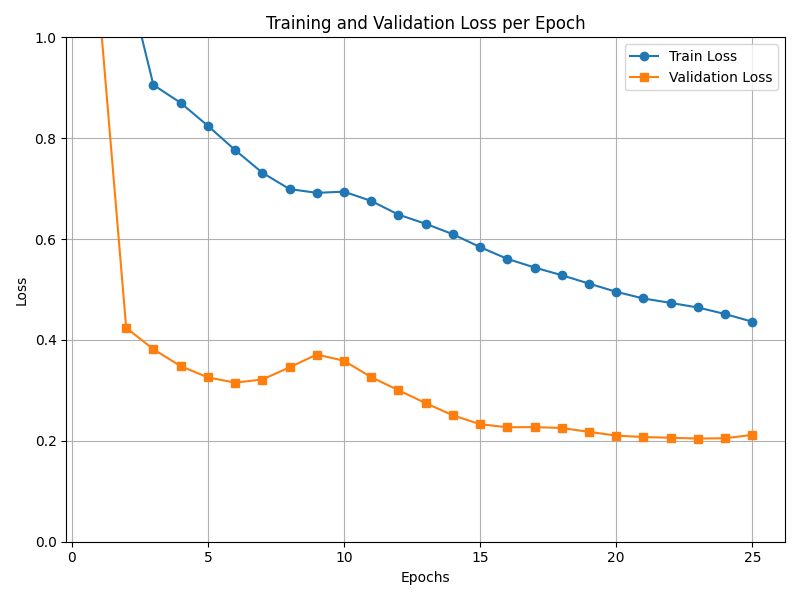 Training and Validation Loss per Epoch
Train Loss
Validation Loss
1.0
0.8
0.6
0.4
0.2
0.0
Loss
0 5 10 15 20 25
Epochs